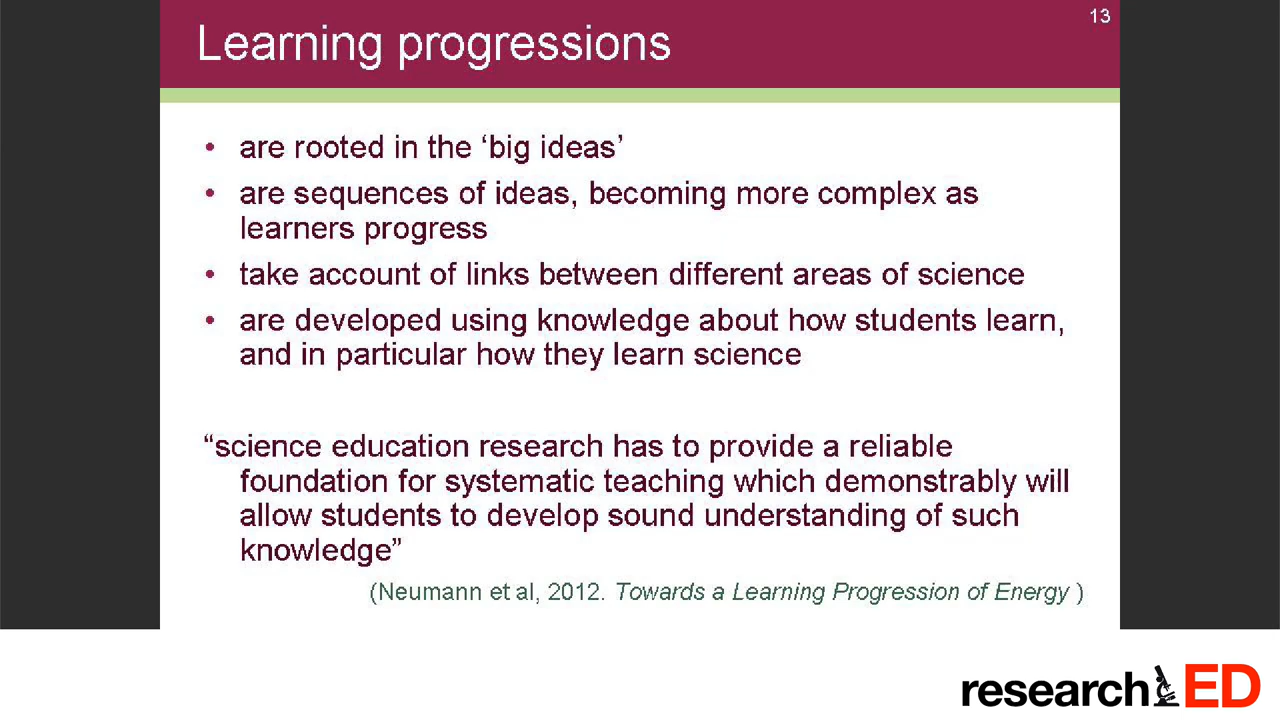 13
Learning progressions
• are rooted in the ‘big ideas’
• are sequences of ideas, becoming more complex as
learners progress
• take account of links between different areas of science
• are developed using knowledge about how students learn,
and in particular how they learn science
“science education research has to provide a reliable
foundation for systematic teaching which demonstrably will
allow students to develop sound understanding of such
knowledge”
(Neumann et al, 2012. Towards a Learning Progression of Energy )
researchED